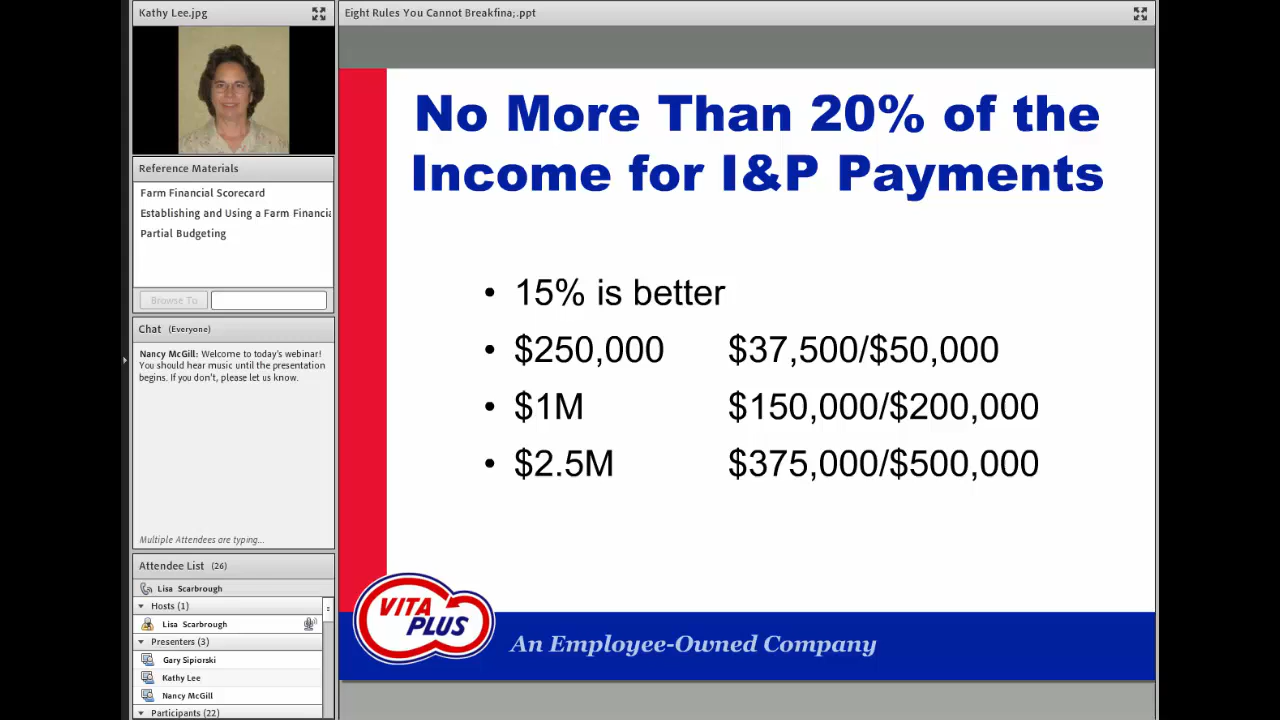 Kathy Lee.jpg
Eight Rules You Cannot Breakfina;.ppt
Reference Materials
Farm Financial Scorecard
Establishing and Using a Farm Financia
Partial Budgeting
Browse To
Chat (Everyone)
Nancy McGill: Welcome to today's webinar!
You should hear music until the presentation
begins. If you don't, please let us know.
Multiple Attendees are typing...
Attendee List (26)
Lisa Scarbrough
Hosts (1)
Lisa Scarbrough
Presenters (3)
Gary Sipiorski
Kathy Lee
Nancy McGill
Participants (22)
No More Than 20% of the
Income for I&P Payments
• 15% is better
• $250,000 $37,500/$50,000
• $1M $150,000/$200,000
• $2.5M $375,000/$500,000
VITA
PLUS
An Employee-Owned Company